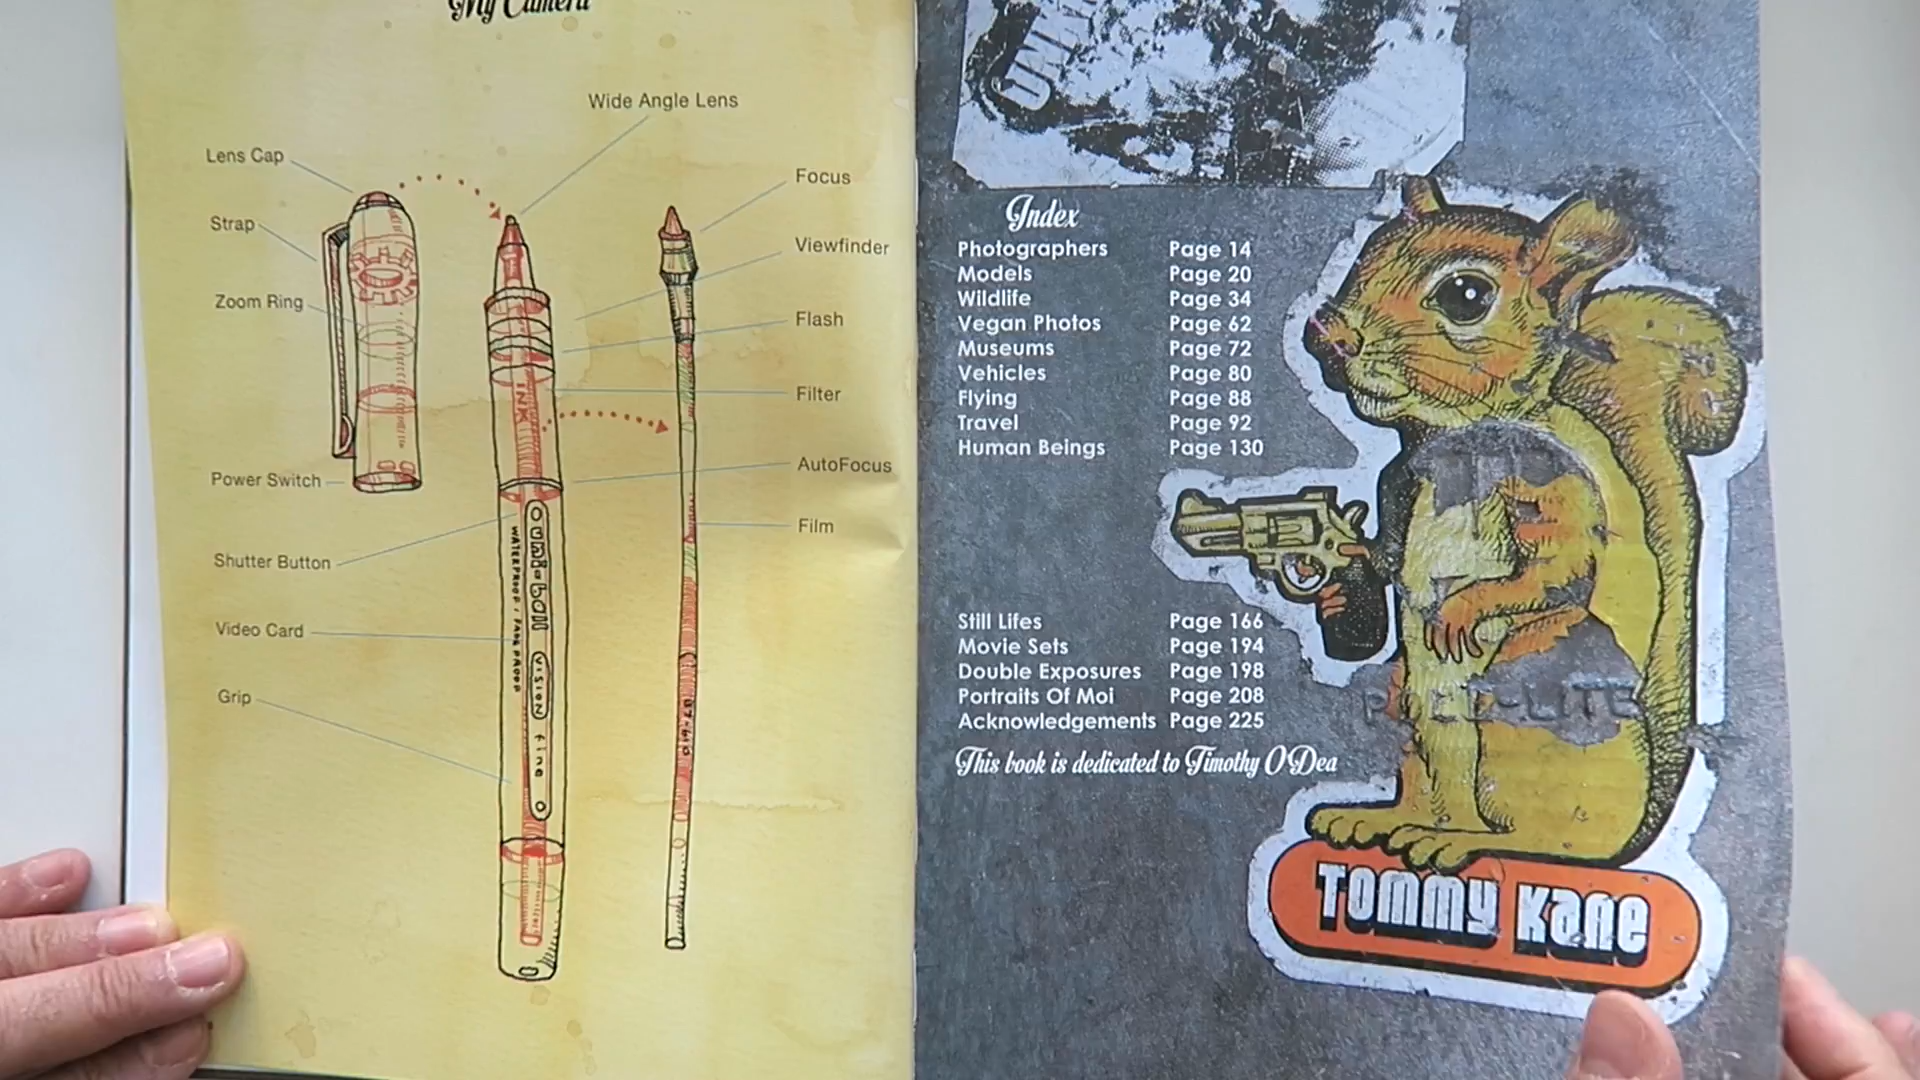 My Camera
Wide Angle Lens
Lens Cap
Focus
Strap
Viewfinder
Zoom Ring
Flash
Filter
AutoFocus
Power Switch
Film
Shutter Button
Video Card
Grip
INK
uni-ball
VISION
fine
WATERPROOF / FADE PROOF
UNI
Index
Photographers Page 14
Models Page 20
Wildlife Page 34
Vegan Photos Page 62
Museums Page 72
Vehicles Page 80
Flying Page 88
Travel Page 92
Human Beings Page 130
Still Lifes Page 166
Movie Sets Page 194
Double Exposures Page 198
Portraits Of Moi Page 208
Acknowledgements Page 225
This book is dedicated to Timothy O'Dea
TOMMY KANE